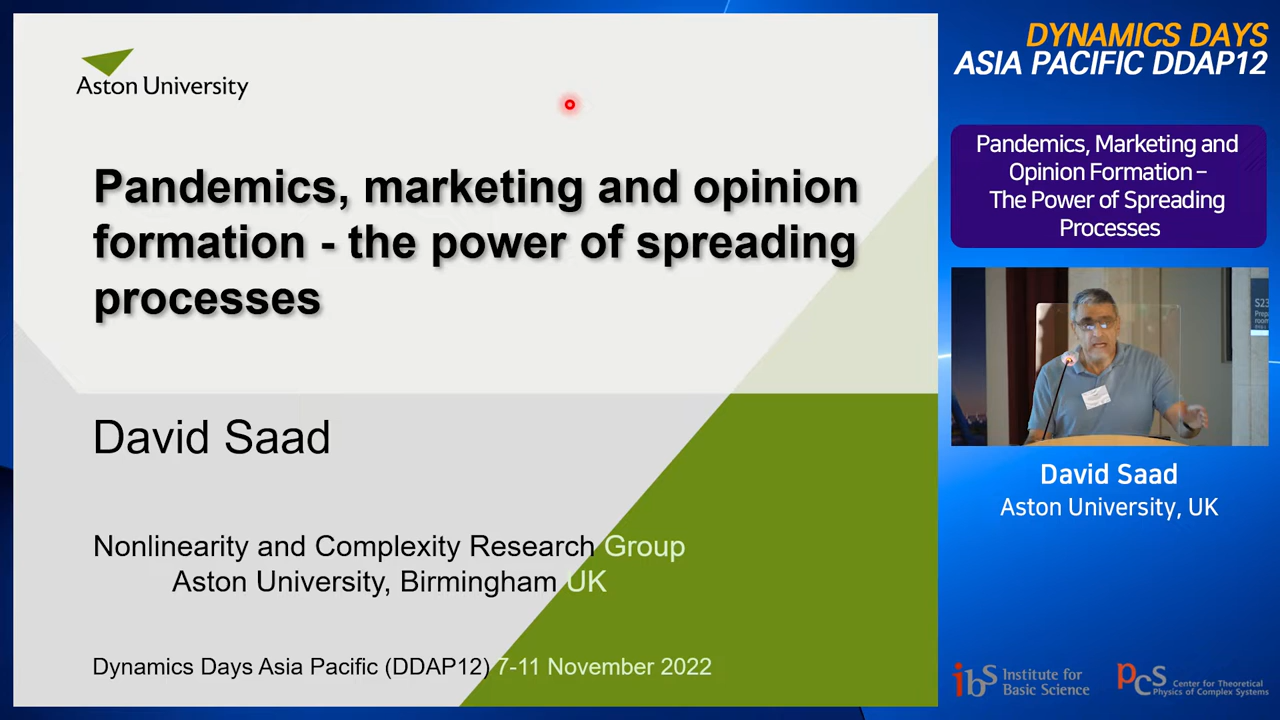 Aston University
Pandemics, marketing and opinion
formation - the power of spreading
processes
David Saad
Nonlinearity and Complexity Research Group
Aston University, Birmingham UK
Dynamics Days Asia Pacific (DDAP12) 7-11 November 2022
DYNAMICS DAYS
ASIA PACIFIC DDAP12
Pandemics, Marketing and
Opinion Formation –
The Power of Spreading
Processes
S23
David Saad
Aston University, UK
ibS Institute for
Basic Science
pcs Center for Theoretical
Physics of Complex Systems